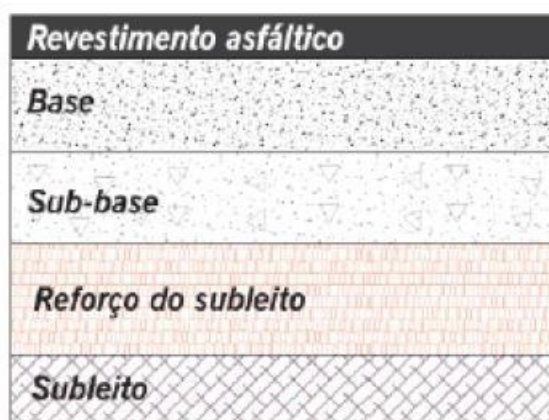 Revestimento asfáltico
Base
Sub-base
Reforço do subleito
Subleito